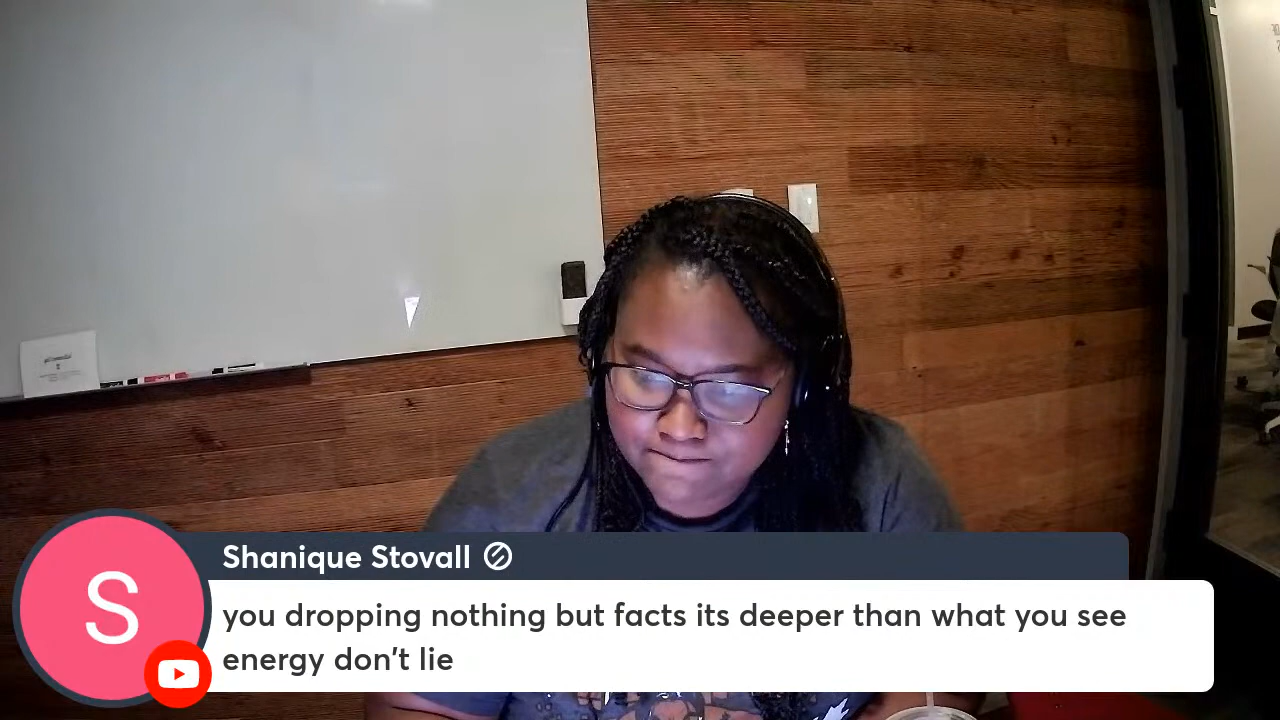 Shanique Stovall
you dropping nothing but facts its deeper than what you see
energy don't lie
S